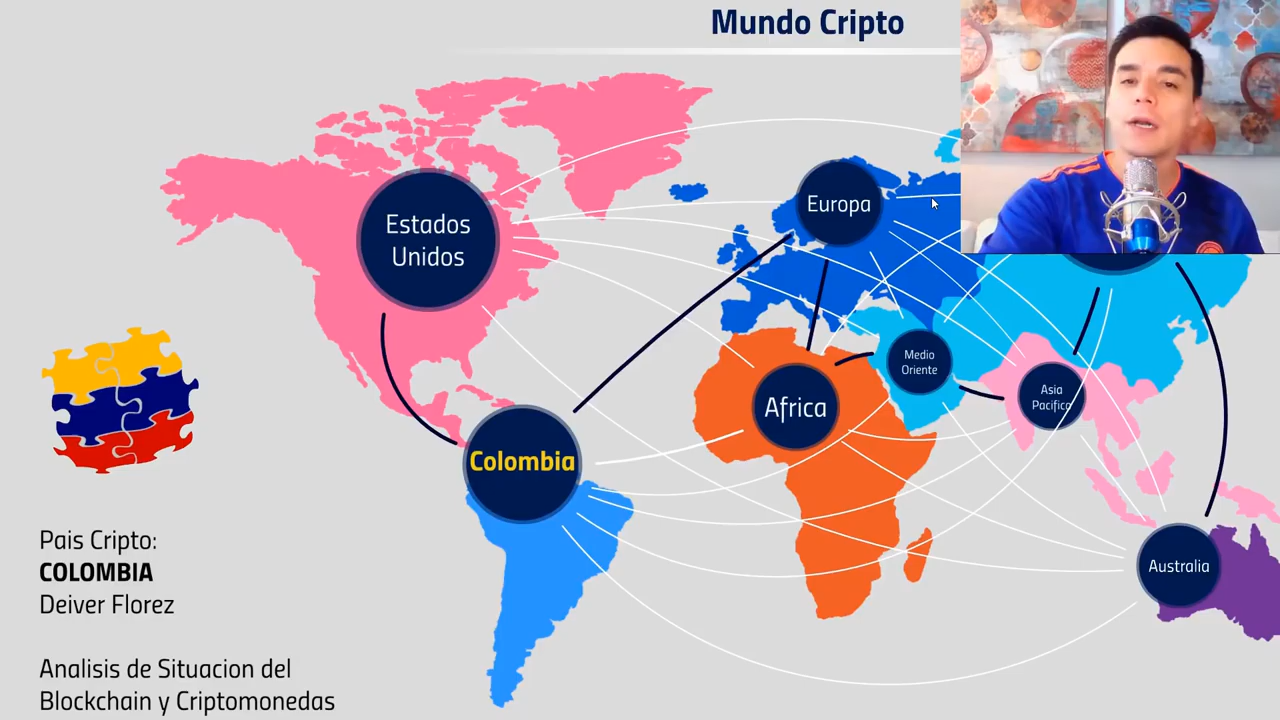 Mundo Cripto
Estados
Unidos
Europa
Medio
Oriente
Asia
Pacifico
Africa
Colombia
Australia
Pais Cripto:
COLOMBIA
Deiver Florez
Analisis de Situacion del
Blockchain y Criptomonedas